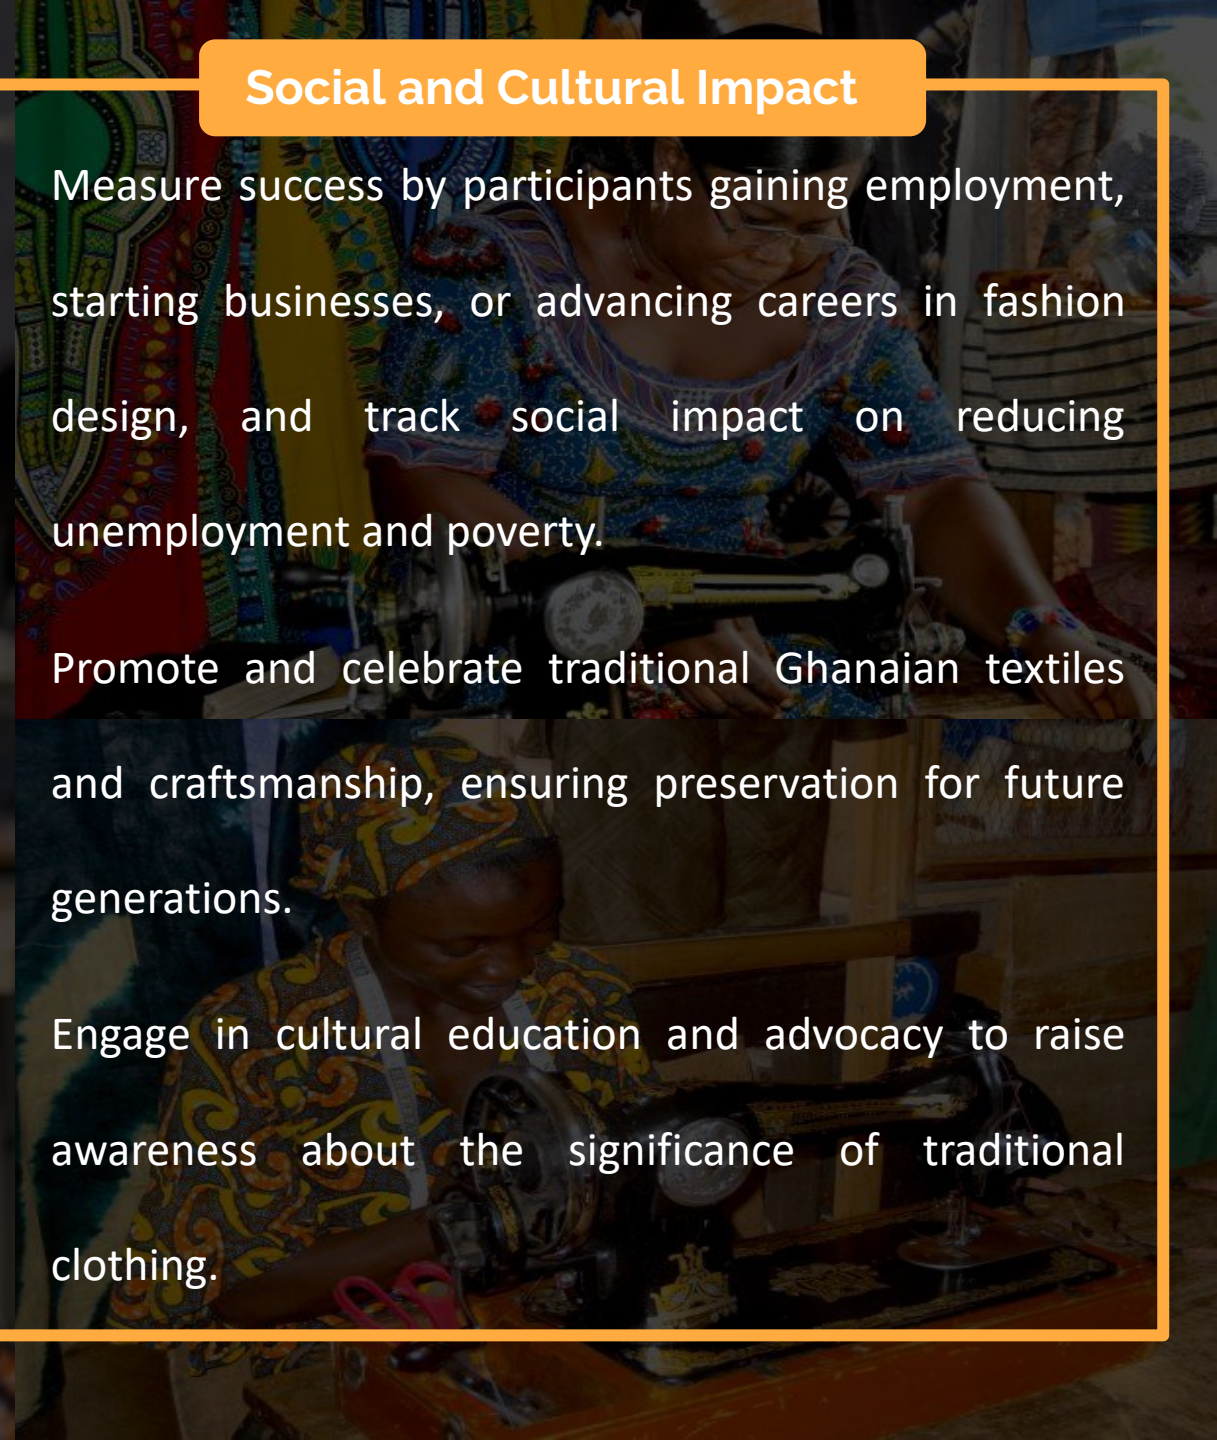 Social and Cultural Impact
Measure success by participants gaining employment,
starting businesses, or advancing careers in fashion
design, and track social impact on reducing
unemployment and poverty.
Promote and celebrate traditional Ghanaian textiles
and craftsmanship, ensuring preservation for future
generations.
Engage in cultural education and advocacy to raise
awareness about the significance of traditional
clothing.